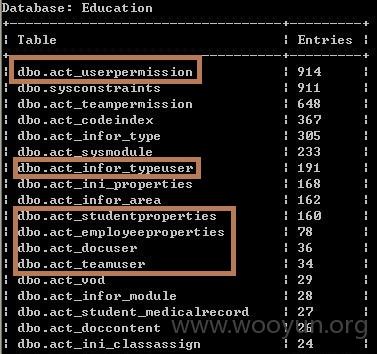 Database: Education
Table | Entries
dbo.act_userpermission | 914
dbo.sysconstraints | 911
dbo.act_teampermission | 648
dbo.act_codeindex | 367
dbo.act_infor_type | 305
dbo.act_sysmodule | 233
dbo.act_infor_typeuser | 191
dbo.act_ini_properties | 168
dbo.act_infor_area | 162
dbo.act_studentproperties | 160
dbo.act_employeeproperties | 78
dbo.act_docuser | 36
dbo.act_teamuser | 34
dbo.act_vod | 29
dbo.act_infor_module | 28
dbo.act_student_medicalrecord | 27
dbo.act_doccontent | 26
dbo.act_ini_classassign | 24
www.wooyun.org